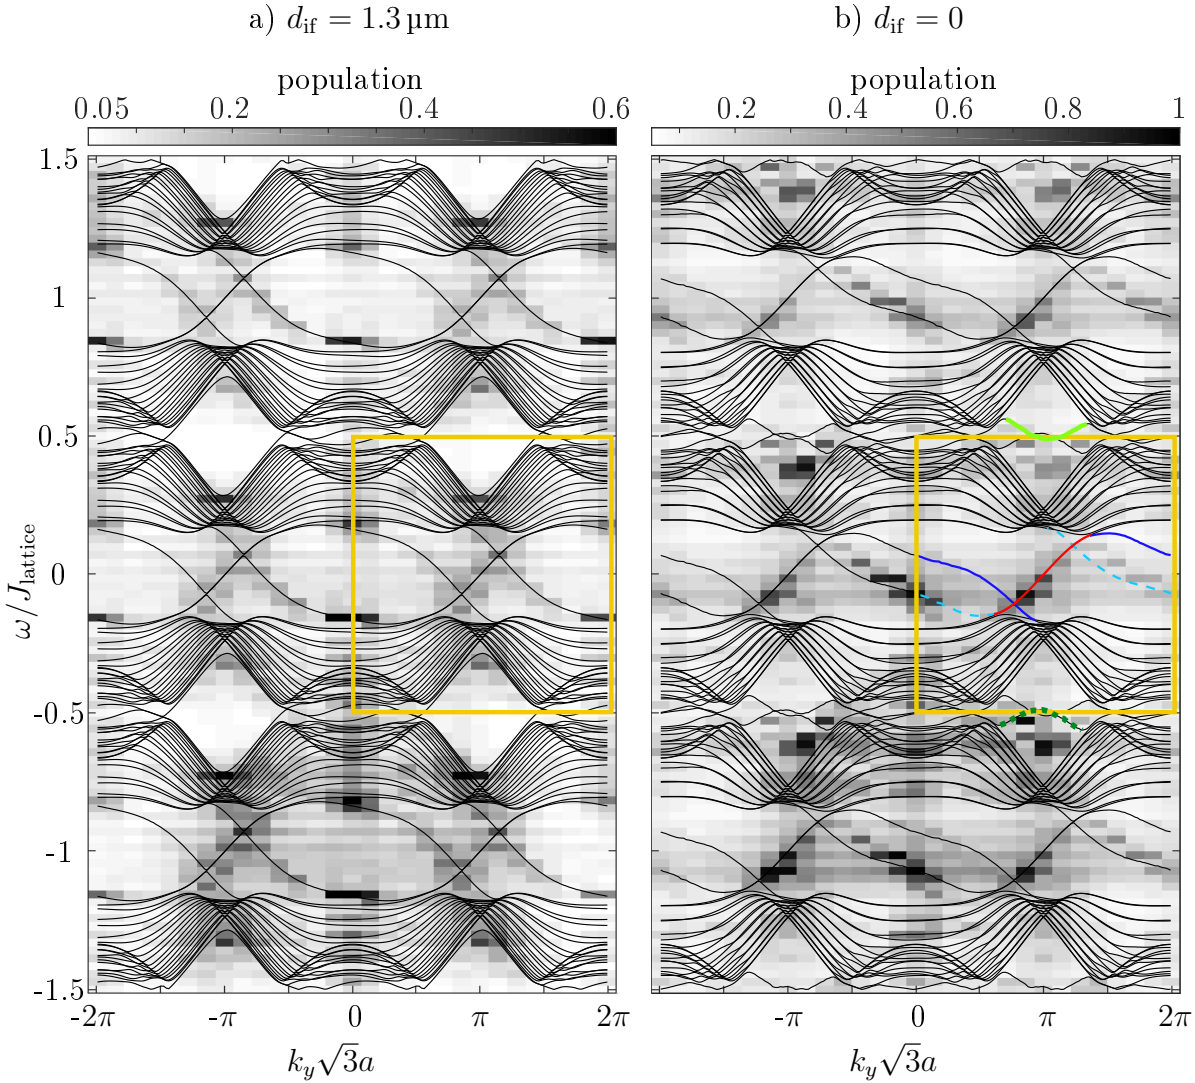 a) d_if = 1.3 µm
b) d_if = 0
population
population
0.05 0.2 0.4 0.6
0.2 0.4 0.6 0.8 1
1.5
1
0.5
0
-0.5
-1
-1.5
ω/J_lattice
-2π -π 0 π 2π
-π 0 π 2π
k_y√3a
k_y√3a